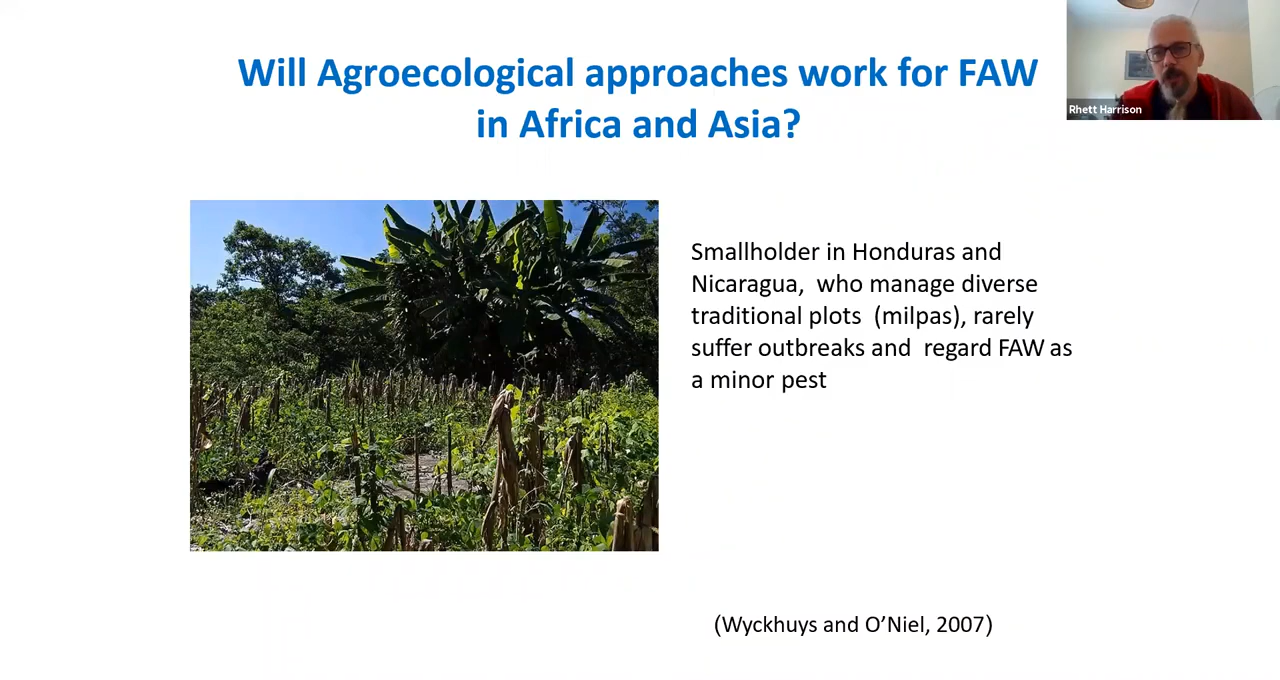 Will Agroecological approaches work for FAW
in Africa and Asia?
Rhett Harrison
Smallholder in Honduras and
Nicaragua,  who manage diverse
traditional plots  (milpas), rarely
suffer outbreaks and  regard FAW as
a minor pest
(Wyckhuys and O’Niel, 2007)